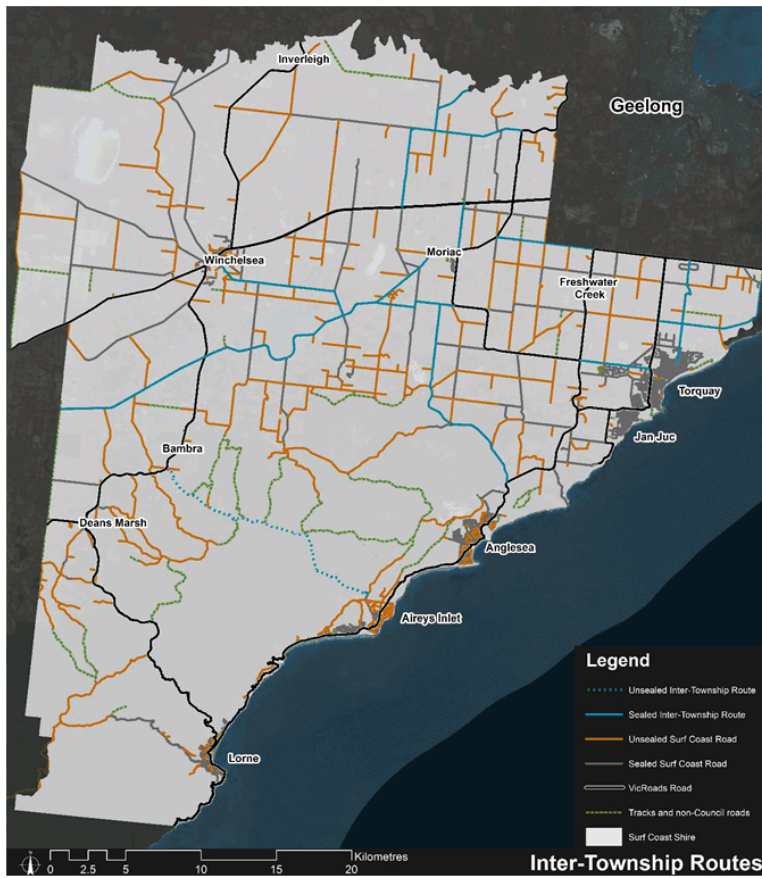 Inverleigh
Geelong
Winchelsea
Moriac
Freshwater
Creek
Torquay
Jan Juc
Bambra
Deans Marsh
Anglesea
Aireys Inlet
Lorne
Legend
Unsealed Inter-Township Route
Sealed Inter-Township Route
Unsealed Surf Coast Road
Sealed Surf Coast Road
VicRoads Road
Tracks and non-Council roads
Surf Coast Shire
Kilometres
0 2.5 5 10 15 20
Inter-Township Routes